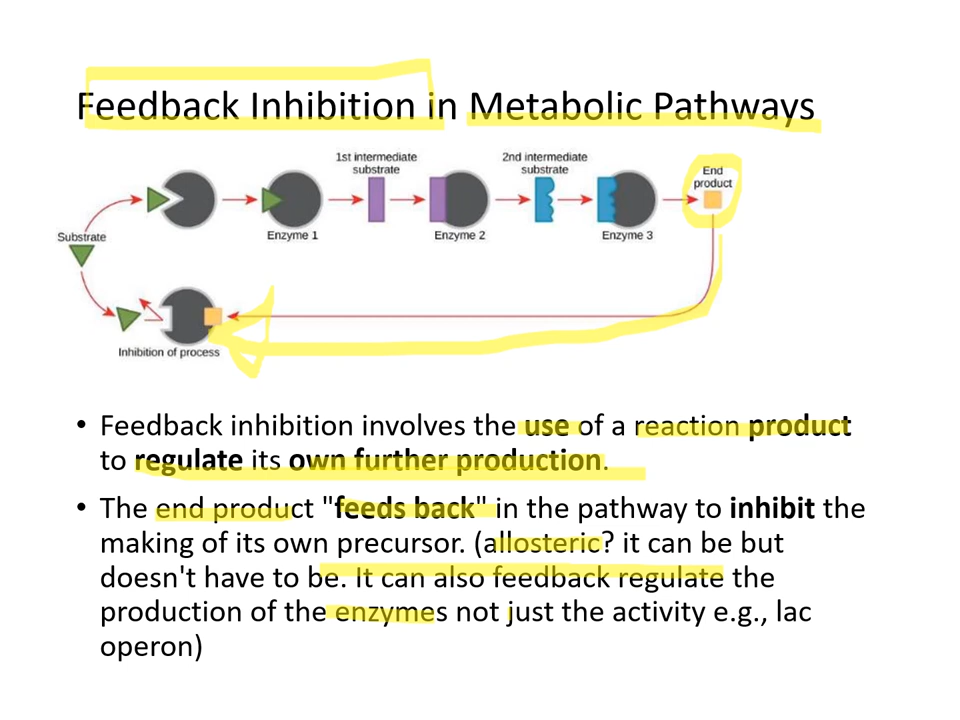 Feedback Inhibition in Metabolic Pathways
1st intermediate
substrate
2nd intermediate
substrate
End
product
Substrate
Enzyme 1
Enzyme 2
Enzyme 3
Inhibition of process
• Feedback inhibition involves the use of a reaction product
to regulate its own further production.
• The end product "feeds back" in the pathway to inhibit the
making of its own precursor. (allosteric? it can be but
doesn't have to be. It can also feedback regulate the
production of the enzymes not just the activity e.g., lac
operon)